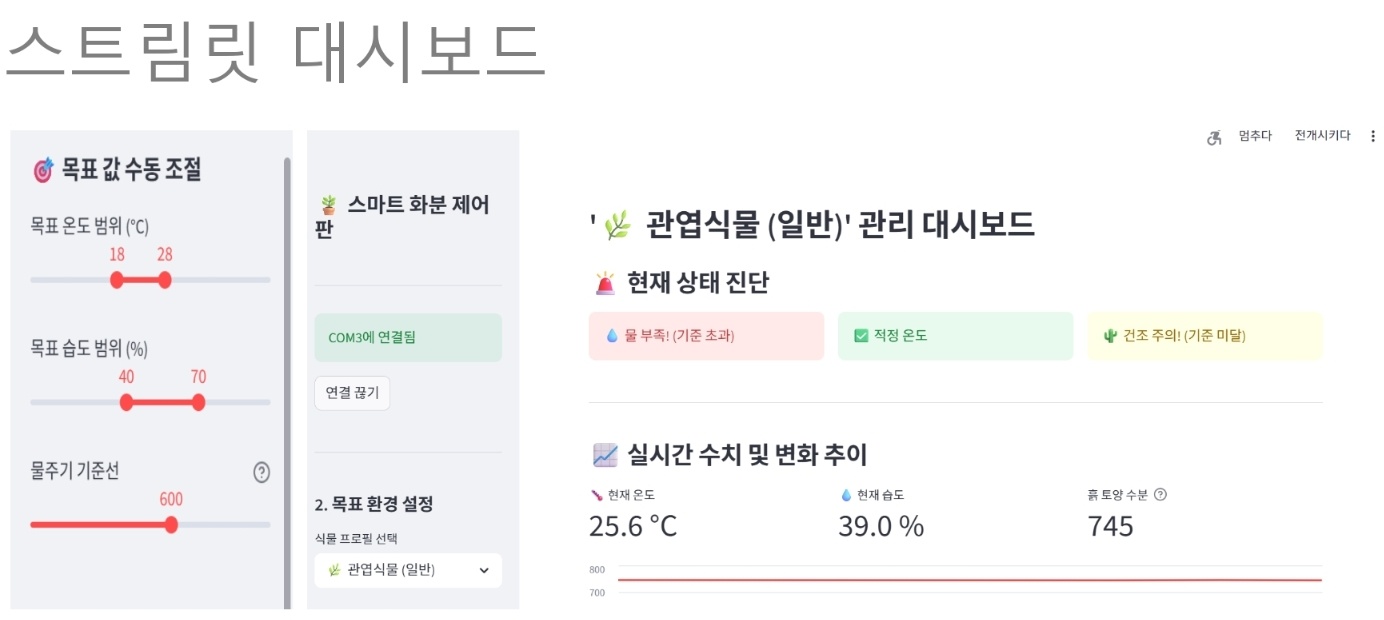 스트림릿 대시보드
🎯 목표 값 수동 조절
목표 온도 범위 (°C)
18 28
목표 습도 범위 (%)
40 70
물주기 기준선
600
🪴 스마트 화분 제어
판
COM3에 연결됨
연결 끊기
2. 목표 환경 설정
식물 프로필 선택
🌿 관엽식물 (일반)
멈추다 전개시키다
'🌿 관엽식물 (일반)' 관리 대시보드
🚨 현재 상태 진단
💧 물 부족! (기준 초과)
✅ 적정 온도
🌵 건조 주의! (기준 미달)
📈 실시간 수치 및 변화 추이
🌡 현재 온도
25.6 °C
💧 현재 습도
39.0 %
흙 토양 수분
745
800
700